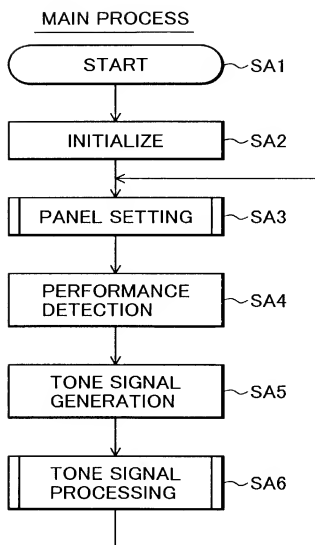 MAIN PROCESS
START SA1
INITIALIZE SA2
PANEL SETTING SA3
PERFORMANCE
DETECTION SA4
TONE SIGNAL
GENERATION SA5
TONE SIGNAL
PROCESSING SA6